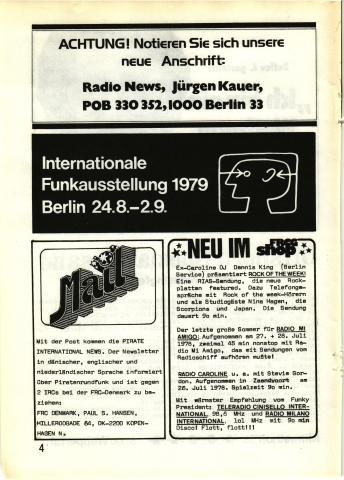 ACHTUNG! Notieren Sie sich unsere
neue Anschrift:
Radio News, Jürgen Kauer,
POB 330 352, 1000 Berlin 33
Internationale
Funkausstellung 1979
Berlin 24.8.-2.9.
Mail
Mit der Post kommen die PIRATE
INTERNATIONAL NEWS. Der Newsletter
in dänischer, englischer und
niederländischer Sprache informiert
über Piratenrundfunk und ist gegen
2 IRCs bei der FRC-Denmark zu be-
ziehen:
FRC DENMARK, PAUL S. HANSEN,
MILLERODGADE 64, DK-2200 KOPEN-
HAGEN N.
NEU IM
shop
Ex-Caroline DJ Dennis King (Berlin
Service) präsentiert ROCK OF THE WEEK!
Eine RIAS-Sendung, die neue Rock-
platten featured. Dazu Telefonge-
spräche mit Rock of the week-Hörern
und als Studiogäste Nina Hagen, die
Scorpions und Japan. Die Sendung
dauert 90 min.
Der letzte große Sommer für RADIO MI
AMIGO: Aufgenommen am 27. + 28. Juli
1978, zweimal 45 min nonstop mit Ra-
dio Mi Amigo, das mit Sendungen vom
Radioschiff aufhören mußte!
RADIO CAROLINE u. a. mit Stevie Gor-
don. Aufgenommen in Zaandvoort am
28. Juli 1978. Spielzeit 90 min.
Mit wärmster Empfehlung vom Funky
President: TELERADIO CINISELLO INTER-
NATIONAL, 98,6 MHz und RADIO MILANO
INTERNATIONAL, 101 MHz mit 90 min
Disco! Flott, flott!!!
4